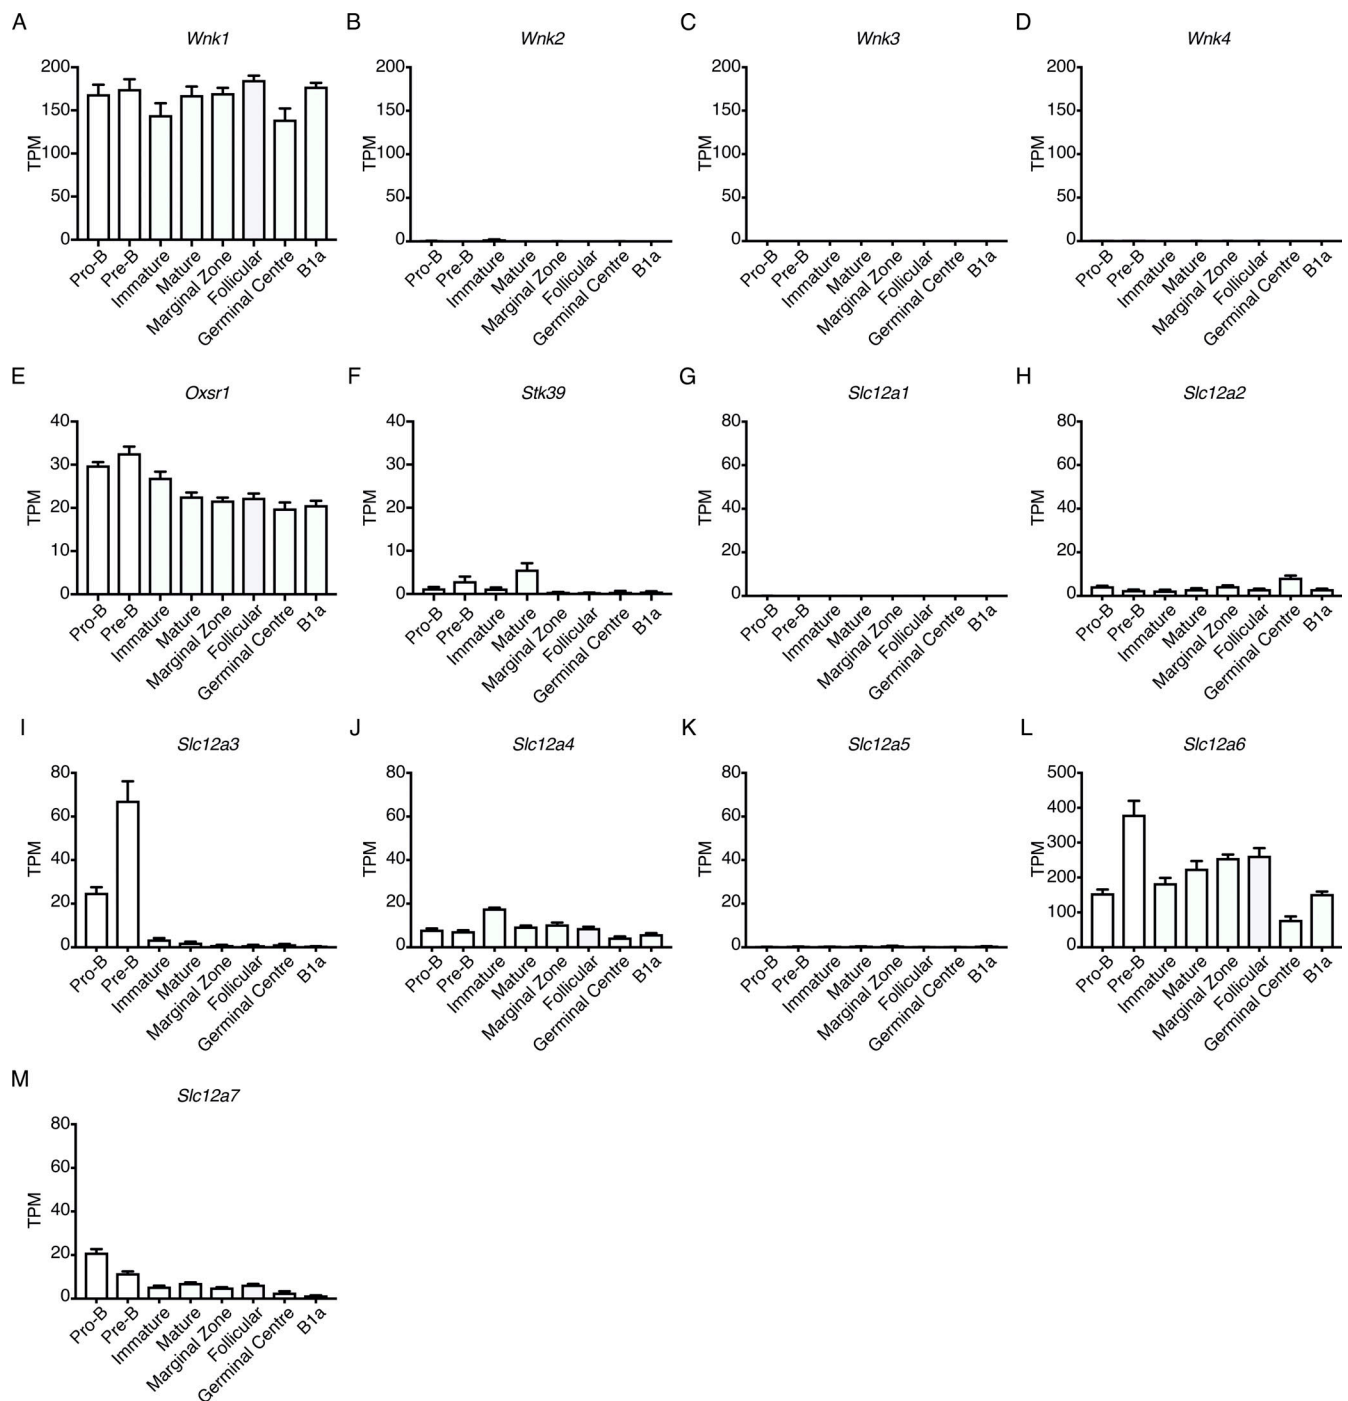 A
Wnk1
200
150
100
50
0
TPM
Pro-B
Pre-B
Immature
Mature
Marginal Zone
Follicular
Germinal Centre
B1a
B
Wnk2
200
150
100
50
0
TPM
Pro-B
Pre-B
Immature
Mature
Marginal Zone
Follicular
Germinal Centre
B1a
C
Wnk3
200
150
100
50
0
TPM
Pro-B
Pre-B
Immature
Mature
Marginal Zone
Follicular
Germinal Centre
B1a
D
Wnk4
200
150
100
50
0
TPM
Pro-B
Pre-B
Immature
Mature
Marginal Zone
Follicular
Germinal Centre
B1a
E
Oxsr1
40
30
20
10
0
TPM
Pro-B
Pre-B
Immature
Mature
Marginal Zone
Follicular
Germinal Centre
B1a
F
Stk39
40
30
20
10
0
TPM
Pro-B
Pre-B
Immature
Mature
Marginal Zone
Follicular
Germinal Centre
B1a
G
Slc12a1
80
60
40
20
0
TPM
Pro-B
Pre-B
Immature
Mature
Marginal Zone
Follicular
Germinal Centre
B1a
H
Slc12a2
80
60
40
20
0
TPM
Pro-B
Pre-B
Immature
Mature
Marginal Zone
Follicular
Germinal Centre
B1a
I
Slc12a3
80
60
40
20
0
TPM
Pro-B
Pre-B
Immature
Mature
Marginal Zone
Follicular
Germinal Centre
B1a
J
Slc12a4
80
60
40
20
0
TPM
Pro-B
Pre-B
Immature
Mature
Marginal Zone
Follicular
Germinal Centre
B1a
K
Slc12a5
80
60
40
20
0
TPM
Pro-B
Pre-B
Immature
Mature
Marginal Zone
Follicular
Germinal Centre
B1a
L
Slc12a6
500
400
300
200
100
0
TPM
Pro-B
Pre-B
Immature
Mature
Marginal Zone
Follicular
Germinal Centre
B1a
M
Slc12a7
80
60
40
20
0
TPM
Pro-B
Pre-B
Immature
Mature
Marginal Zone
Follicular
Germinal Centre
B1a